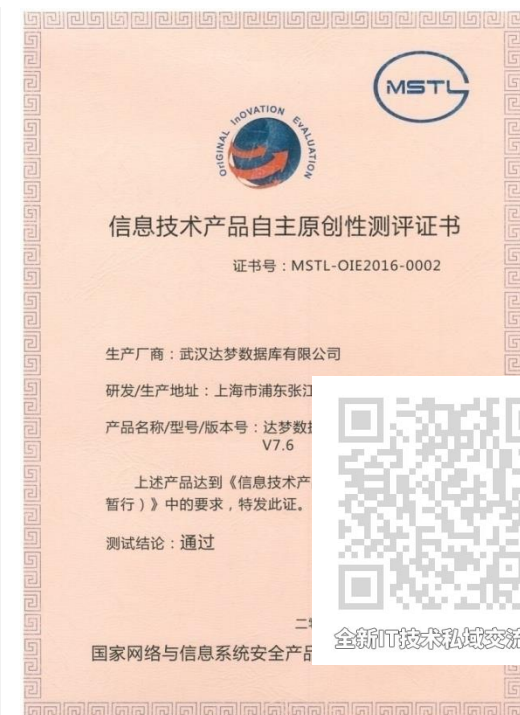 MSTL
OriGINAL InOVATION EvALUATION
信息技术产品自主原创性测评证书
证书号：MSTL-OIE2016-0002
生产厂商：武汉达梦数据库有限公司
研发/生产地址：上海市浦东张江
产品名称/型号/版本号：达梦数据
V7.6
上述产品达到《信息技术产
暂行）》中的要求，特发此证。
测试结论：通过
二
国家网络与信息系统安全产品
全新IT技术私域交流